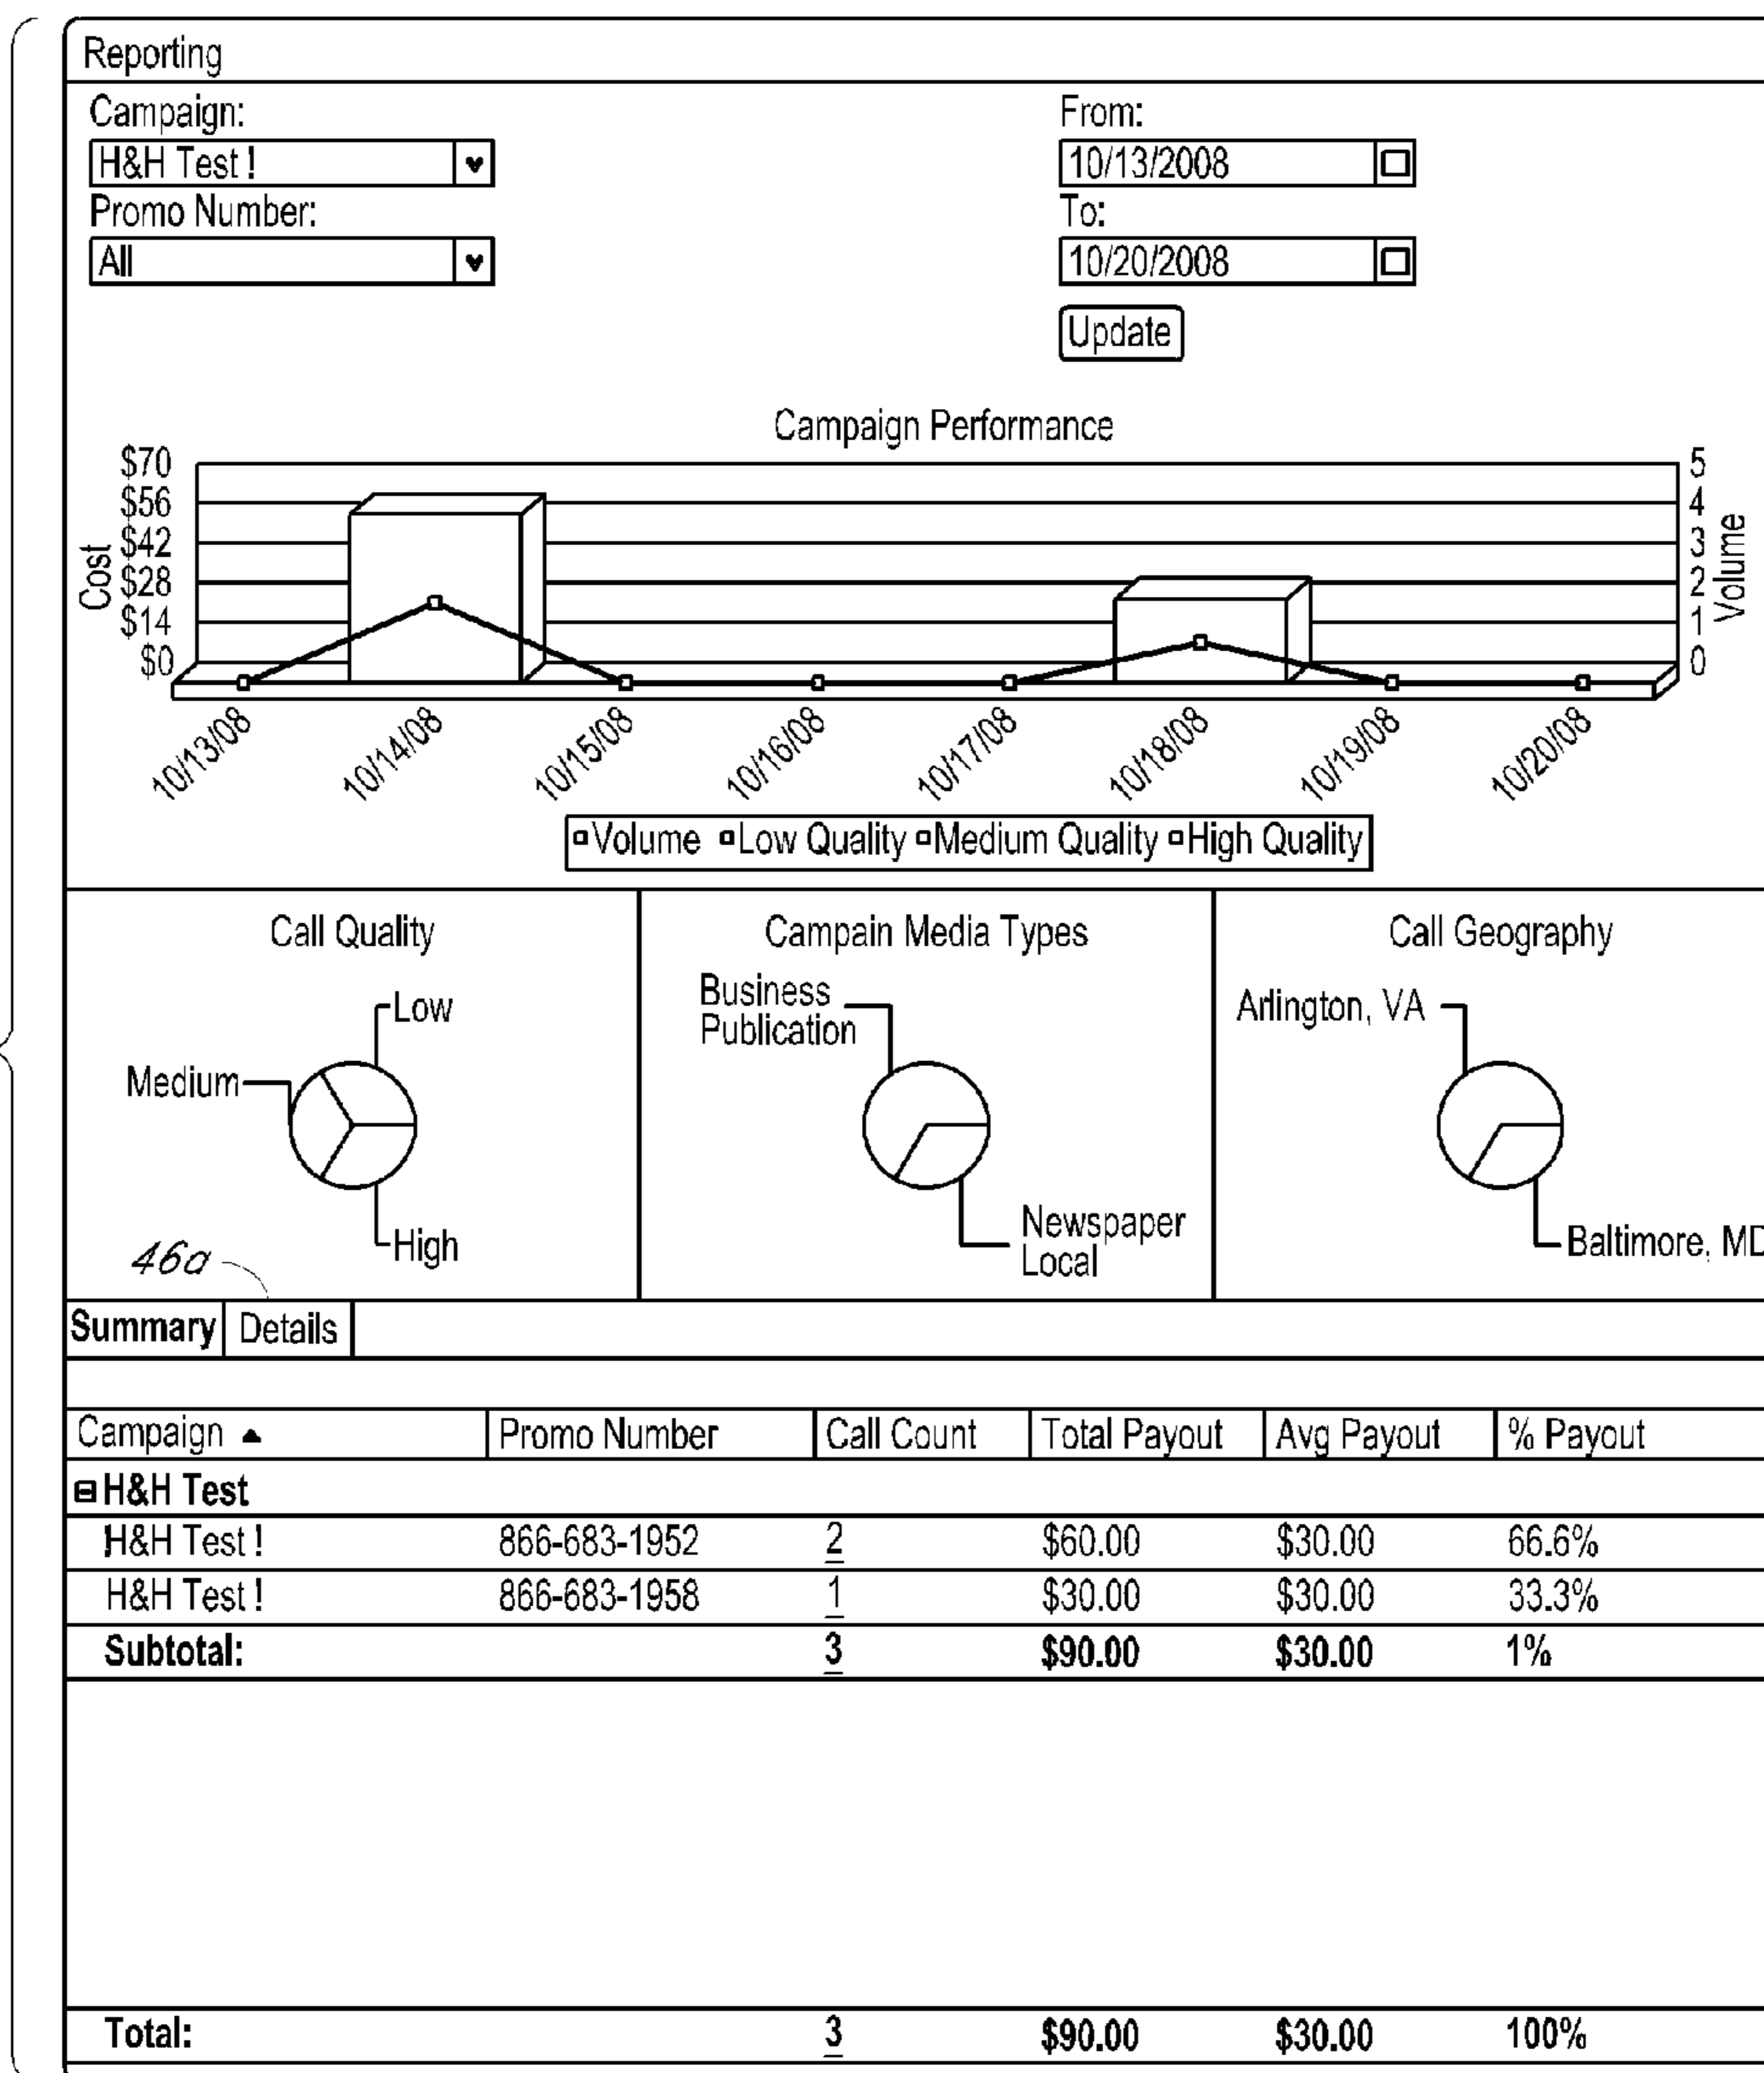 Reporting
Campaign:
H&H Test !
Promo Number:
All
From:
10/13/2008
To:
10/20/2008
Update
Campaign Performance
Cost
$70
$56
$42
$28
$14
$0
5
4
3
2
1
0
Volume
10/13/08
10/14/08
10/15/08
10/16/08
10/17/08
10/18/08
10/19/08
10/20/08
Volume Low Quality Medium Quality High Quality
Call Quality
Low
Medium
High
Campain Media Types
Business
Publication
Newspaper
Local
Call Geography
Arlington, VA
Baltimore, MD
46a
Summary Details
Campaign ▲ Promo Number Call Count Total Payout Avg Payout % Payout
⊟ H&H Test
H&H Test ! 866-683-1952 2 $60.00 $30.00 66.6%
H&H Test ! 866-683-1958 1 $30.00 $30.00 33.3%
Subtotal: 3 $90.00 $30.00 1%
Total: 3 $90.00 $30.00 100%